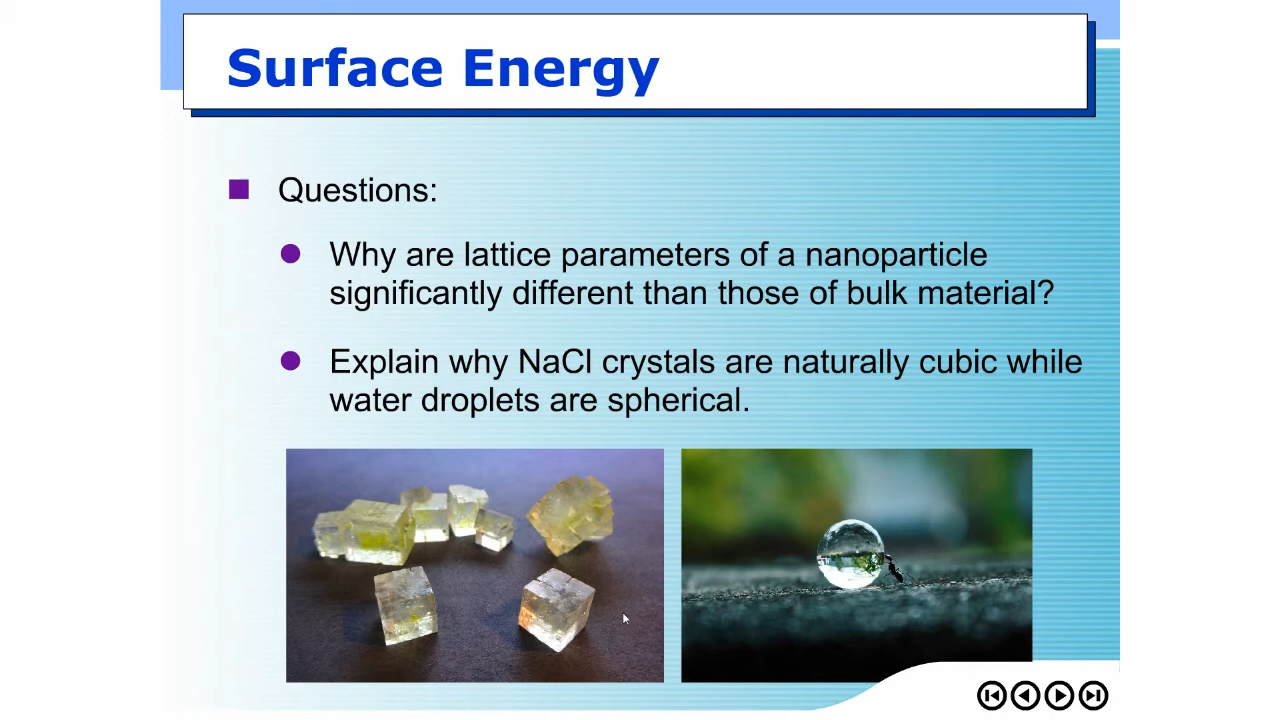 Surface Energy
Questions:
Why are lattice parameters of a nanoparticle
significantly different than those of bulk material?
Explain why NaCl crystals are naturally cubic while
water droplets are spherical.